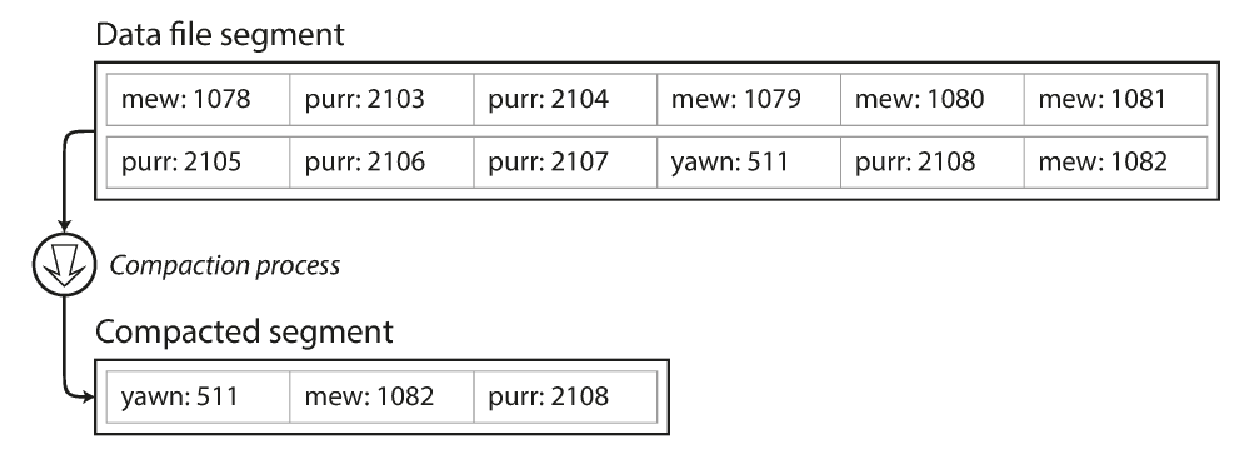 Data file segment
mew: 1078 purr: 2103 purr: 2104 mew: 1079 mew: 1080 mew: 1081
purr: 2105 purr: 2106 purr: 2107 yawn: 511 purr: 2108 mew: 1082
Compaction process
Compacted segment
yawn: 511 mew: 1082 purr: 2108